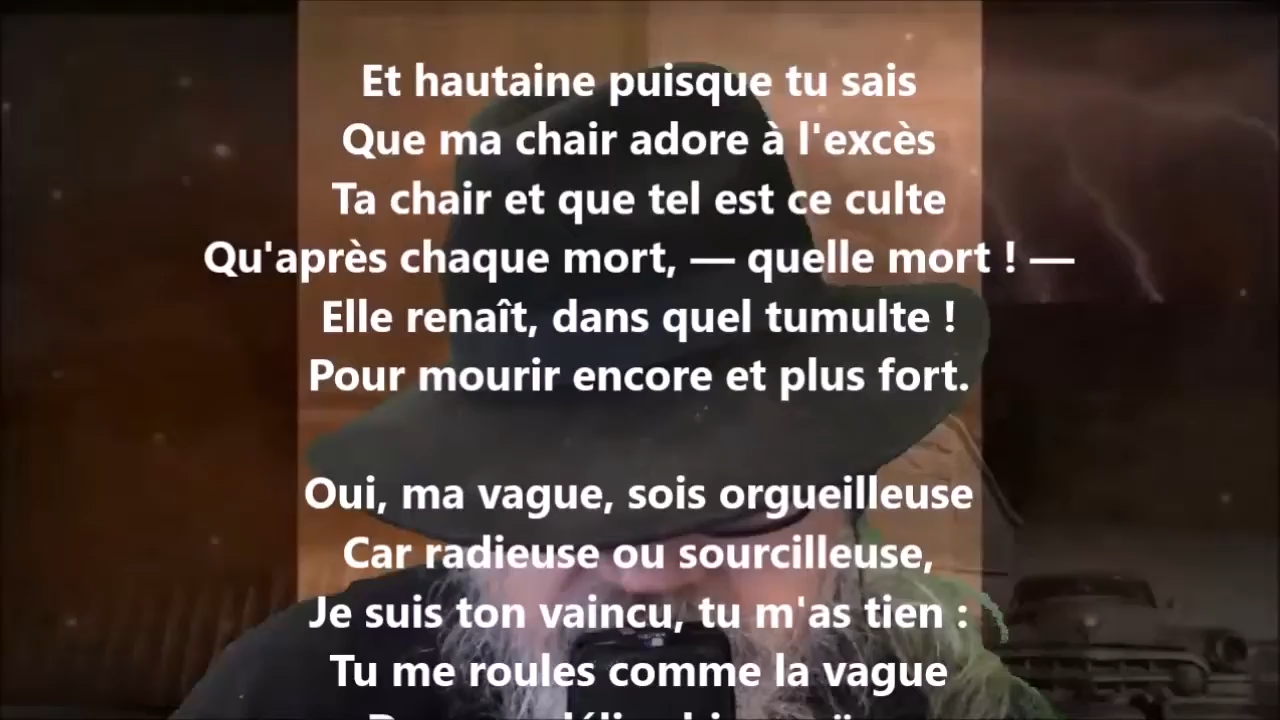 Et hautaine puisque tu sais
Que ma chair adore à l'excès
Ta chair et que tel est ce culte
Qu'après chaque mort, — quelle mort ! —
Elle renaît, dans quel tumulte !
Pour mourir encore et plus fort.
Oui, ma vague, sois orgueilleuse
Car radieuse ou sourcilleuse,
Je suis ton vaincu, tu m'as tien :
Tu me roules comme la vague